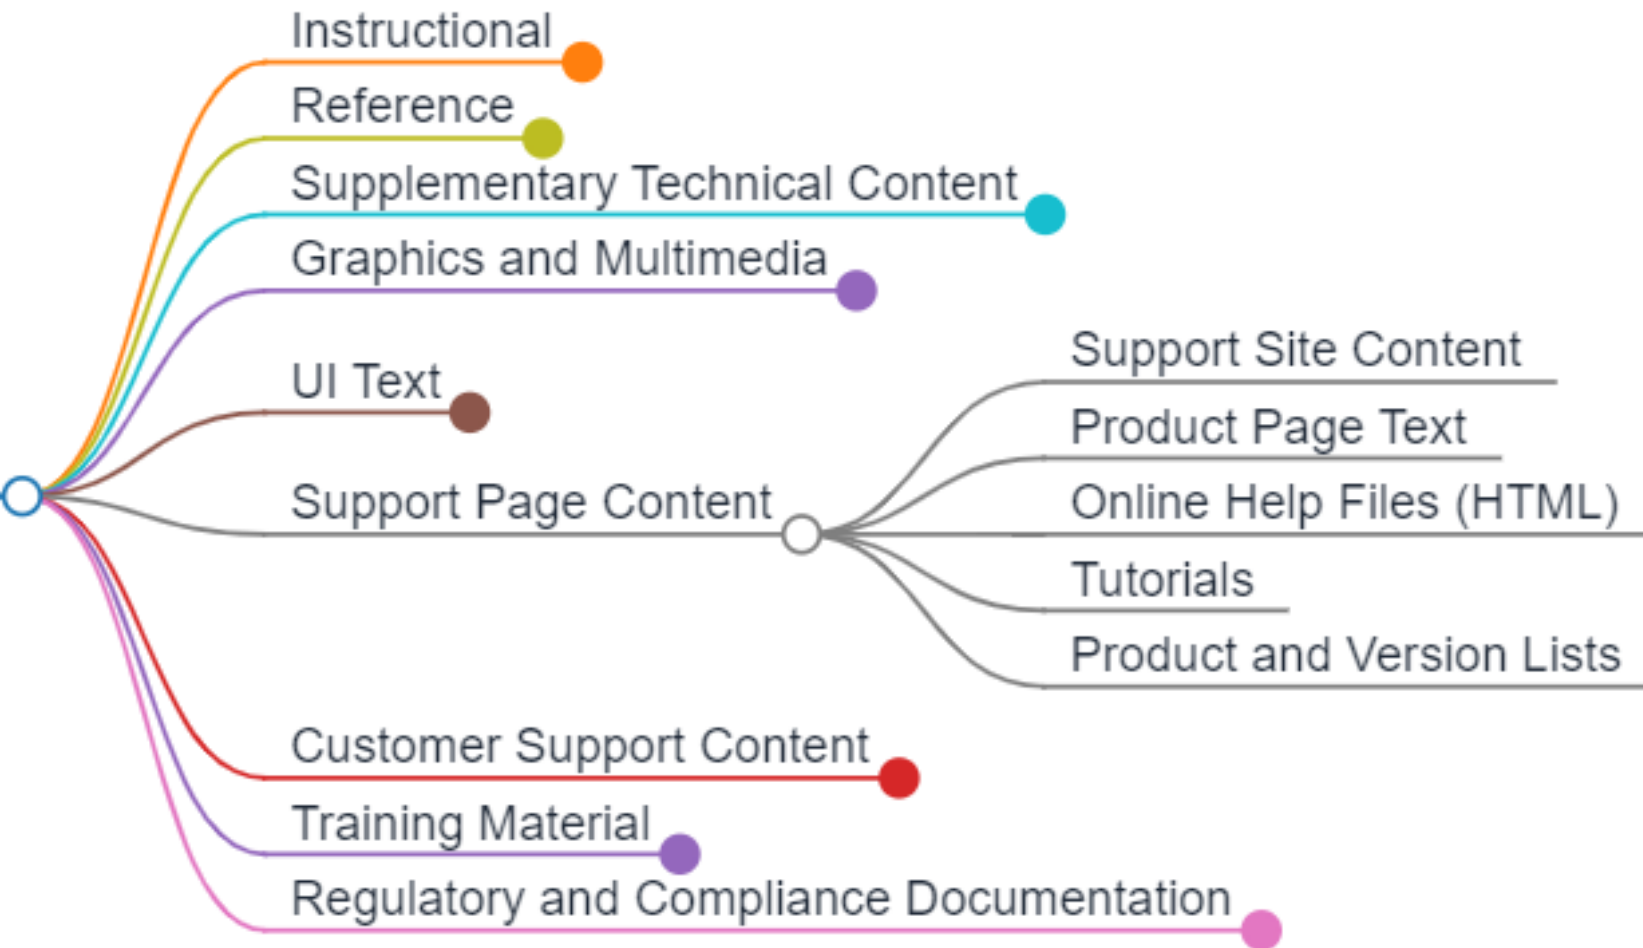 Instructional
Reference
Supplementary Technical Content
Graphics and Multimedia
UI Text
Support Page Content
Support Site Content
Product Page Text
Online Help Files (HTML)
Tutorials
Product and Version Lists
Customer Support Content
Training Material
Regulatory and Compliance Documentation